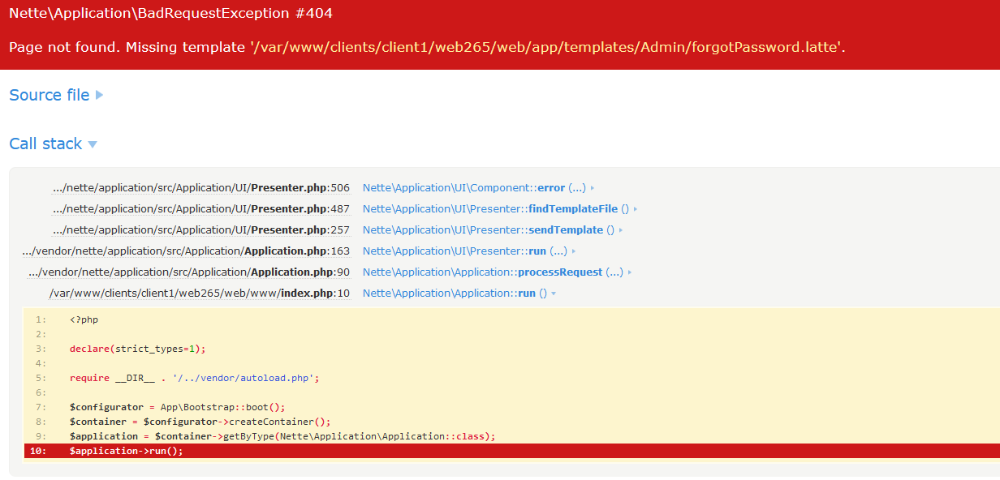 Nette\Application\BadRequestException #404
Page not found. Missing template '/var/www/clients/client1/web265/web/app/templates/Admin/forgotPassword.latte'.
Source file
Call stack
.../nette/application/src/Application/UI/Presenter.php:506 Nette\Application\UI\Component::error (...)
.../nette/application/src/Application/UI/Presenter.php:487 Nette\Application\UI\Presenter::findTemplateFile ()
.../nette/application/src/Application/UI/Presenter.php:257 Nette\Application\UI\Presenter::sendTemplate ()
.../vendor/nette/application/src/Application/Application.php:163 Nette\Application\UI\Presenter::run (...)
.../vendor/nette/application/src/Application/Application.php:90 Nette\Application\Application::processRequest (...)
/var/www/clients/client1/web265/web/www/index.php:10 Nette\Application\Application::run ()
1: <?php
2:
3: declare(strict_types=1);
4:
5: require __DIR__ . '/../vendor/autoload.php';
6:
7: $configurator = App\Bootstrap::boot();
8: $container = $configurator->createContainer();
9: $application = $container->getByType(Nette\Application\Application::class);
10: $application->run();